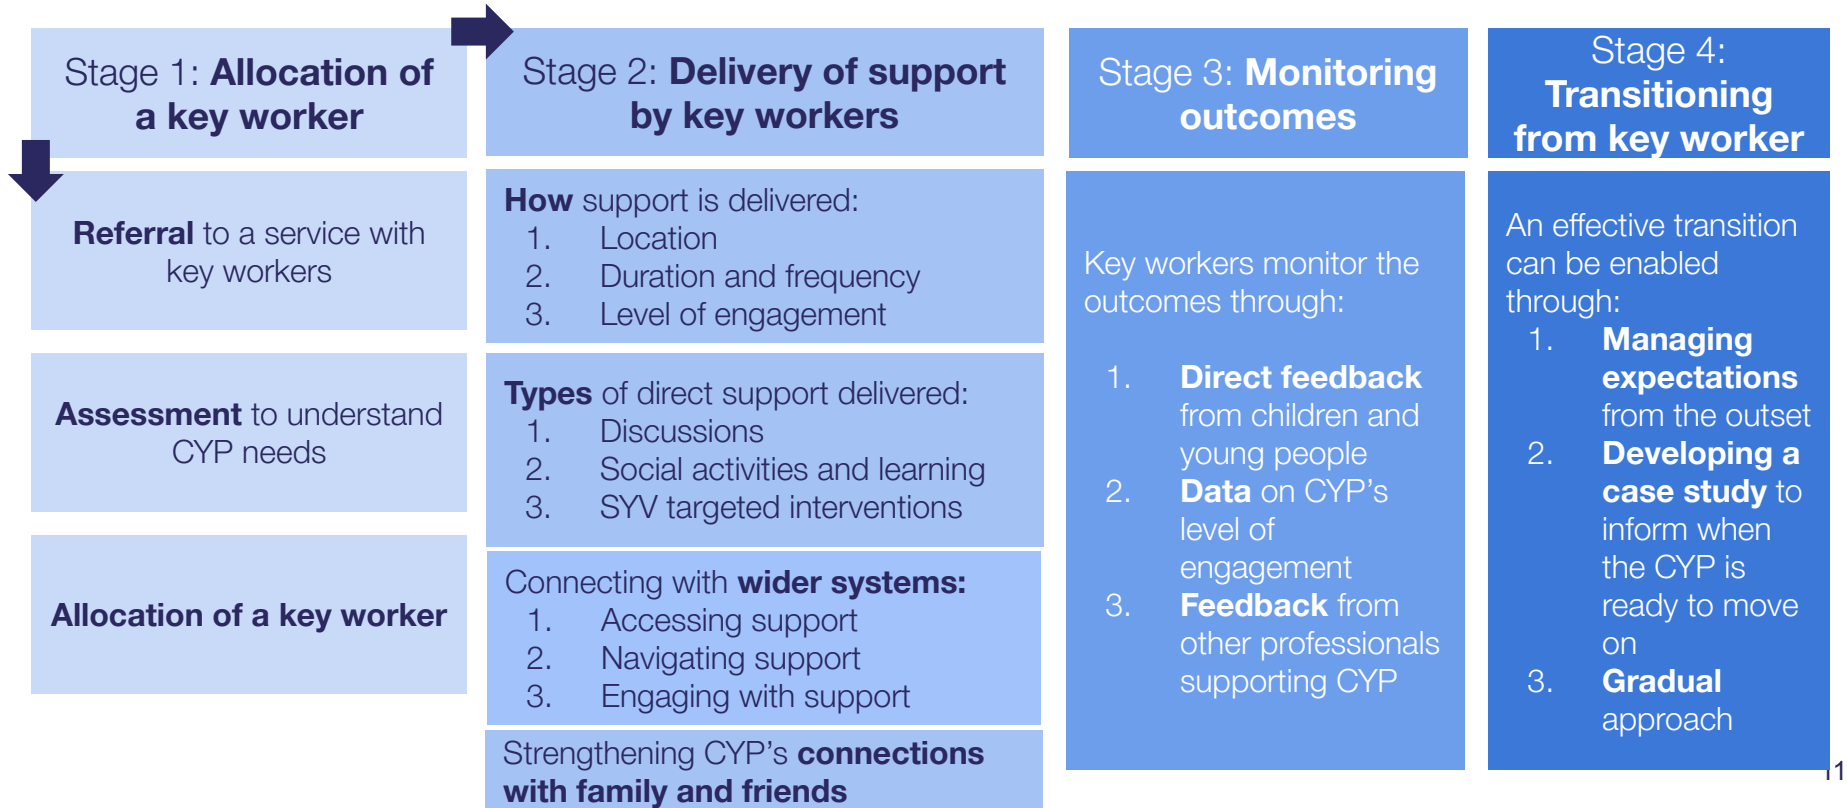 Stage 1: Allocation of
a key worker
Referral to a service with
key workers
Assessment to understand
CYP needs
Allocation of a key worker
Stage 2: Delivery of support
by key workers
How support is delivered:
1. Location
2. Duration and frequency
3. Level of engagement
Types of direct support delivered:
1. Discussions
2. Social activities and learning
3. SYV targeted interventions
Connecting with wider systems:
1. Accessing support
2. Navigating support
3. Engaging with support
Strengthening CYP's connections
with family and friends
Stage 3: Monitoring
outcomes
Key workers monitor the
outcomes through:
1. Direct feedback
from children and
young people
2. Data on CYP's
level of
engagement
3. Feedback from
other professionals
supporting CYP
Stage 4:
Transitioning
from key worker
An effective transition
can be enabled
through:
1. Managing
expectations
from the outset
2. Developing a
case study to
inform when
the CYP is
ready to move
on
3. Gradual
approach
11